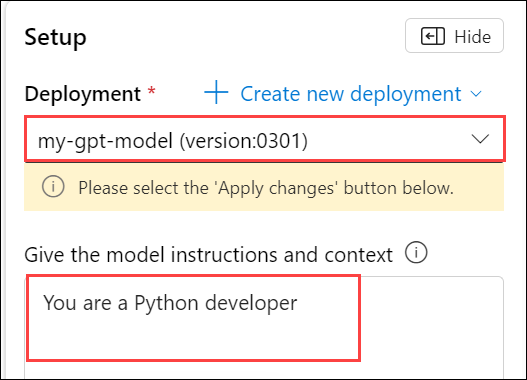 Setup
Hide
Deployment *
Create new deployment
my-gpt-model (version:0301)
Please select the 'Apply changes' button below.
Give the model instructions and context
You are a Python developer